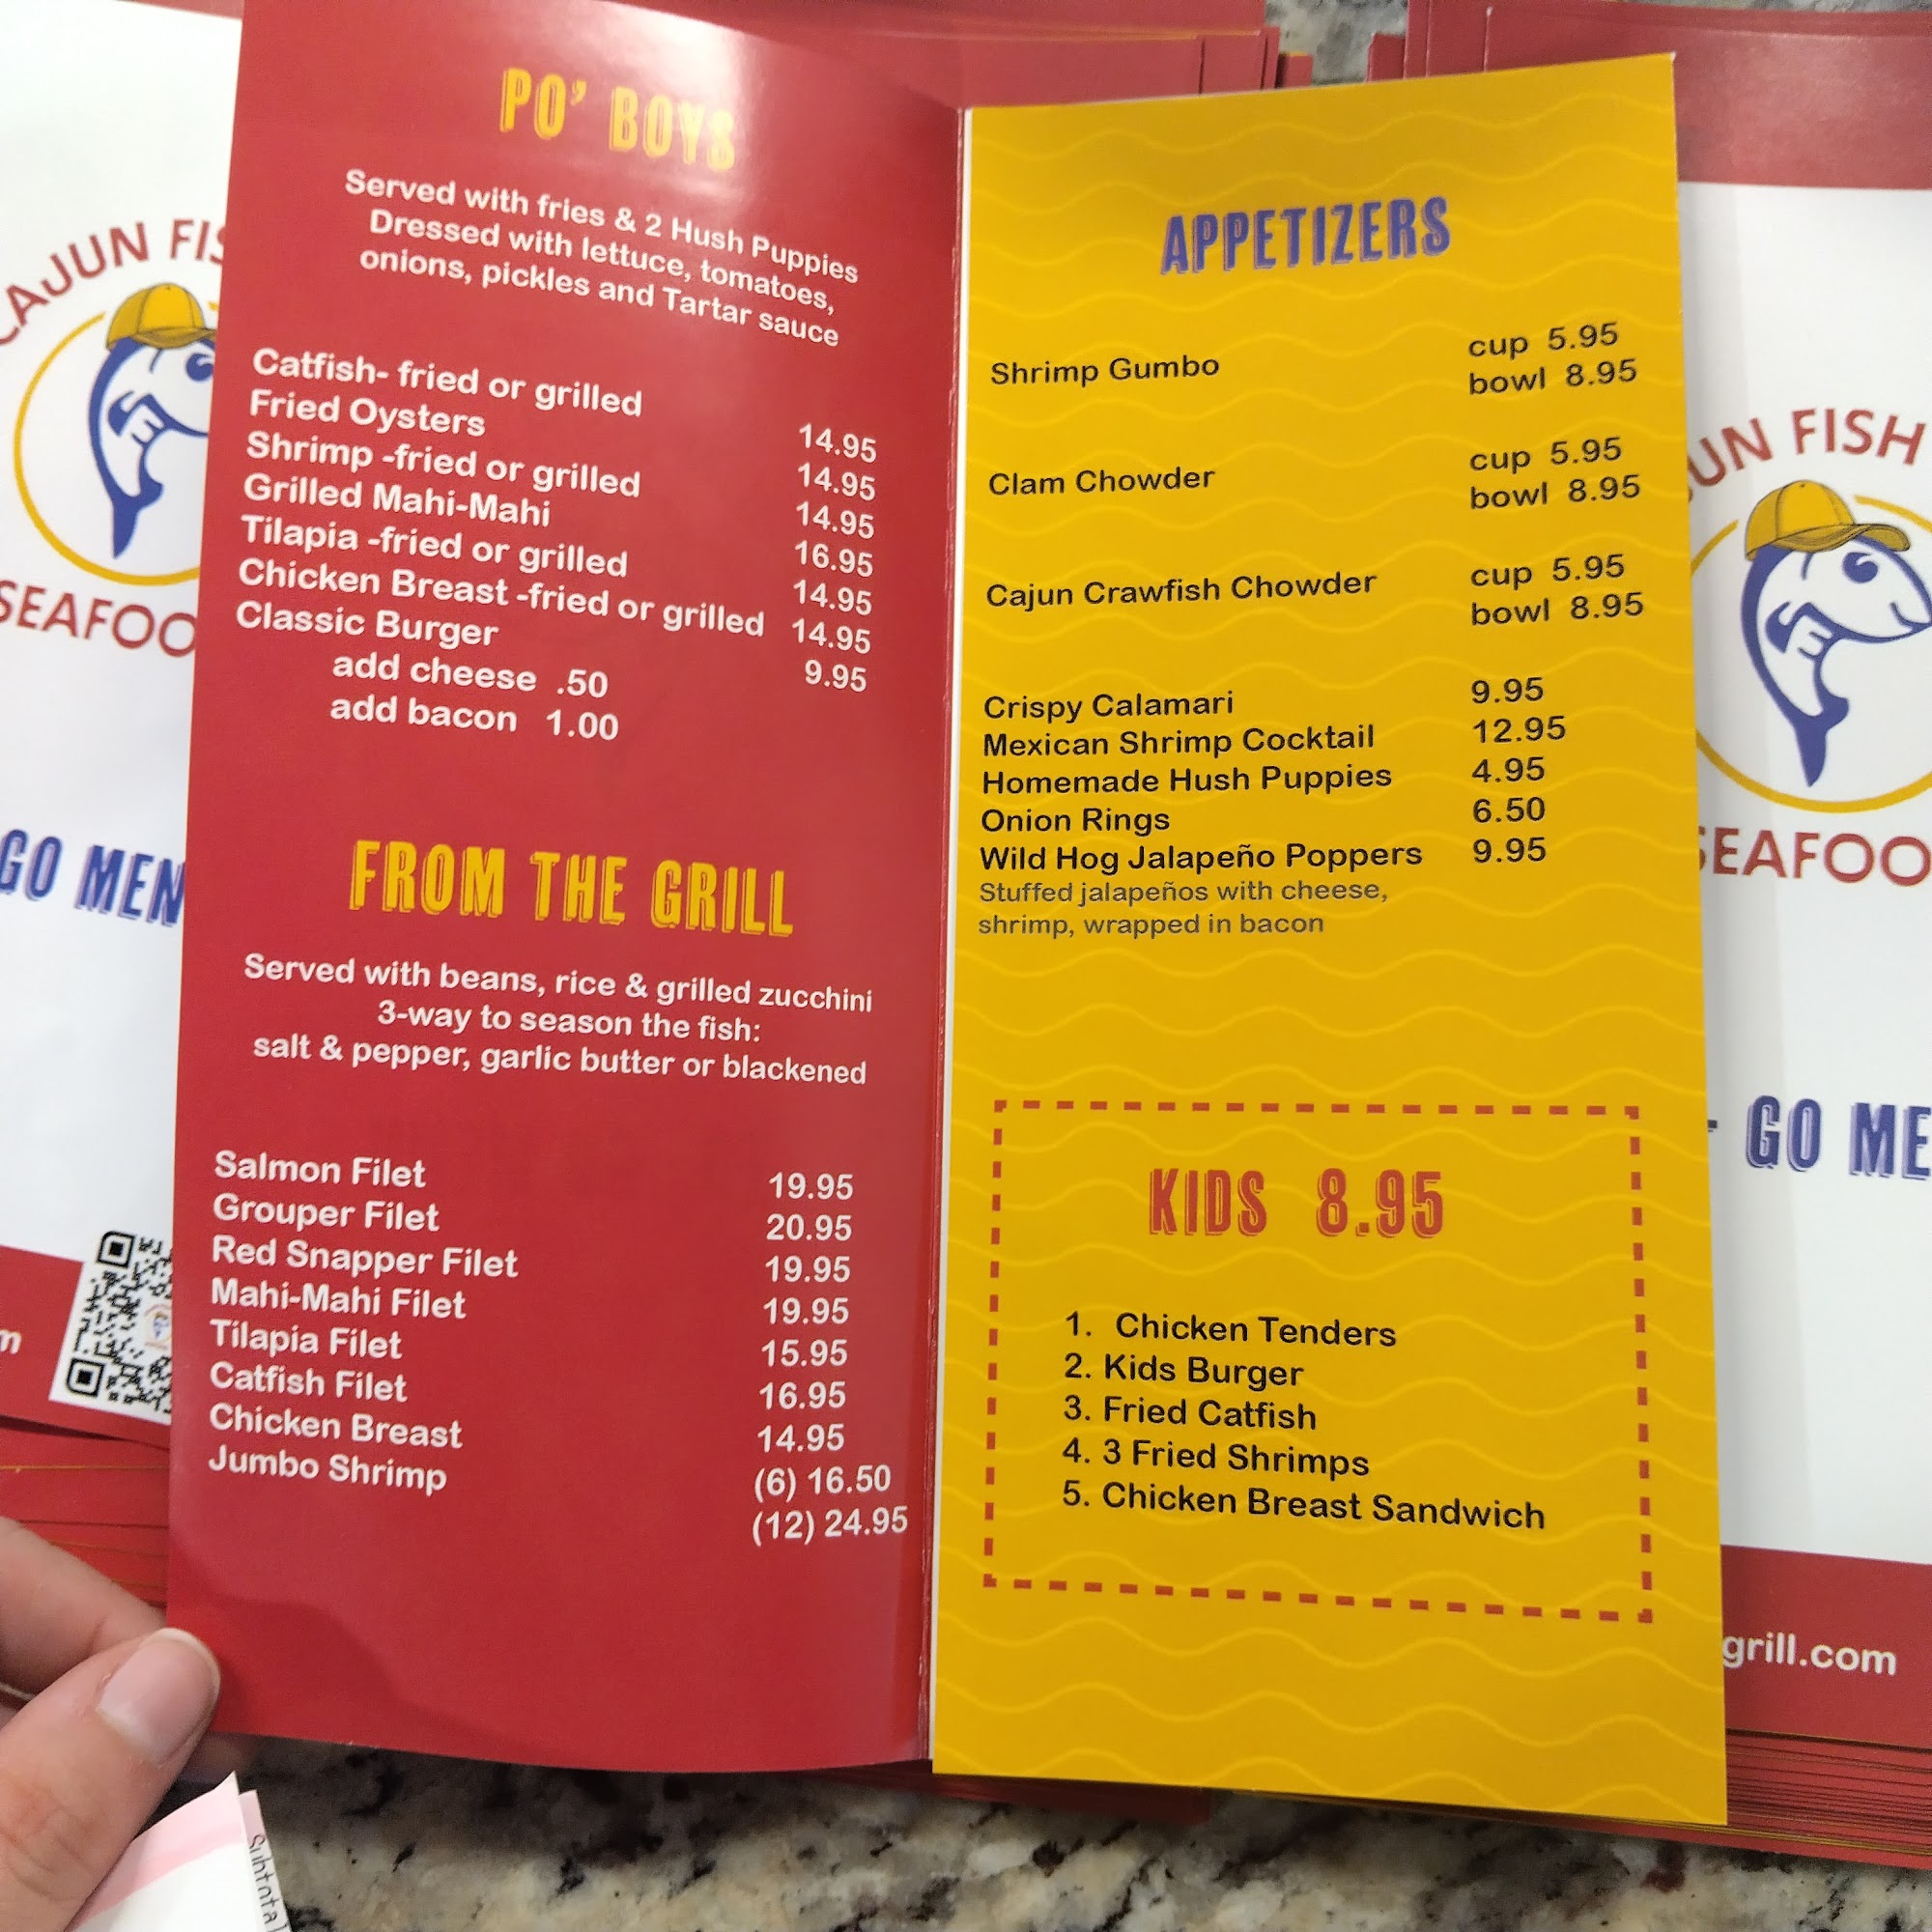 PO' BOYS
Served with fries & 2 Hush Puppies
Dressed with lettuce, tomatoes,
onions, pickles and Tartar sauce
Catfish- fried or grilled 14.95
Fried Oysters 14.95
Shrimp -fried or grilled 14.95
Grilled Mahi-Mahi 16.95
Tilapia -fried or grilled 14.95
Chicken Breast -fried or grilled 14.95
Classic Burger 9.95
add cheese .50
add bacon 1.00
FROM THE GRILL
Served with beans, rice & grilled zucchini
3-way to season the fish:
salt & pepper, garlic butter or blackened
Salmon Filet 19.95
Grouper Filet 20.95
Red Snapper Filet 19.95
Mahi-Mahi Filet 19.95
Tilapia Filet 15.95
Catfish Filet 16.95
Chicken Breast 14.95
Jumbo Shrimp (6) 16.50
(12) 24.95
APPETIZERS
Shrimp Gumbo cup 5.95
bowl 8.95
Clam Chowder cup 5.95
bowl 8.95
Cajun Crawfish Chowder cup 5.95
bowl 8.95
Crispy Calamari 9.95
Mexican Shrimp Cocktail 12.95
Homemade Hush Puppies 4.95
Onion Rings 6.50
Wild Hog Jalapeño Poppers 9.95
Stuffed jalapeños with cheese,
shrimp, wrapped in bacon
KIDS 8.95
1. Chicken Tenders
2. Kids Burger
3. Fried Catfish
4. 3 Fried Shrimps
5. Chicken Breast Sandwich
CAJUN FIS
SEAFOO
GO MEN
m
UN FISH
SEAFOO
GO ME
grill.com
Subtotal